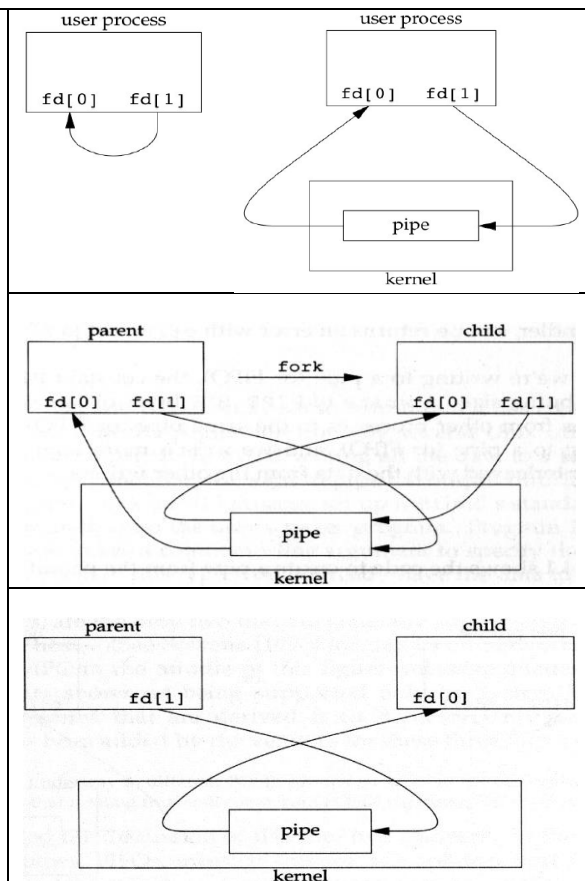 user process user process
fd[0] fd[1] fd[0] fd[1]
pipe
kernel
parent child
fork
fd[0] fd[1] fd[0] fd[1]
pipe
kernel
parent child
fd[1] fd[0]
pipe
kernel